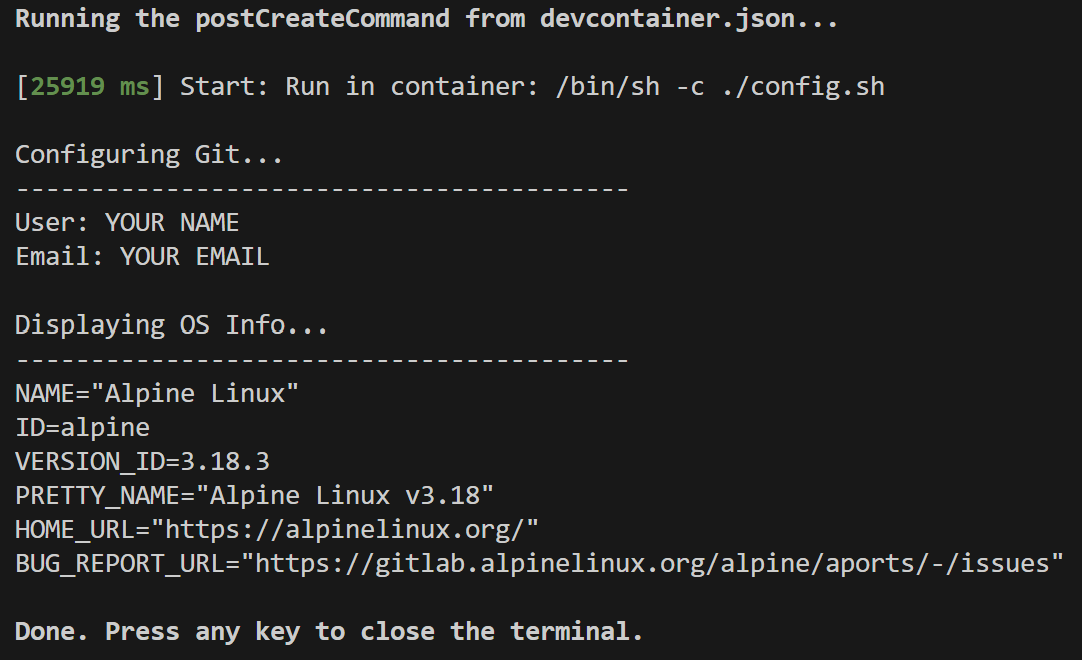 Running the postCreateCommand from devcontainer.json...
[25919 ms] Start: Run in container: /bin/sh -c ./config.sh
Configuring Git...
-----------------------------------------
User: YOUR NAME
Email: YOUR EMAIL
Displaying OS Info...
-----------------------------------------
NAME="Alpine Linux"
ID=alpine
VERSION_ID=3.18.3
PRETTY_NAME="Alpine Linux v3.18"
HOME_URL="https://alpinelinux.org/"
BUG_REPORT_URL="https://gitlab.alpinelinux.org/alpine/aports/-/issues"
Done. Press any key to close the terminal.